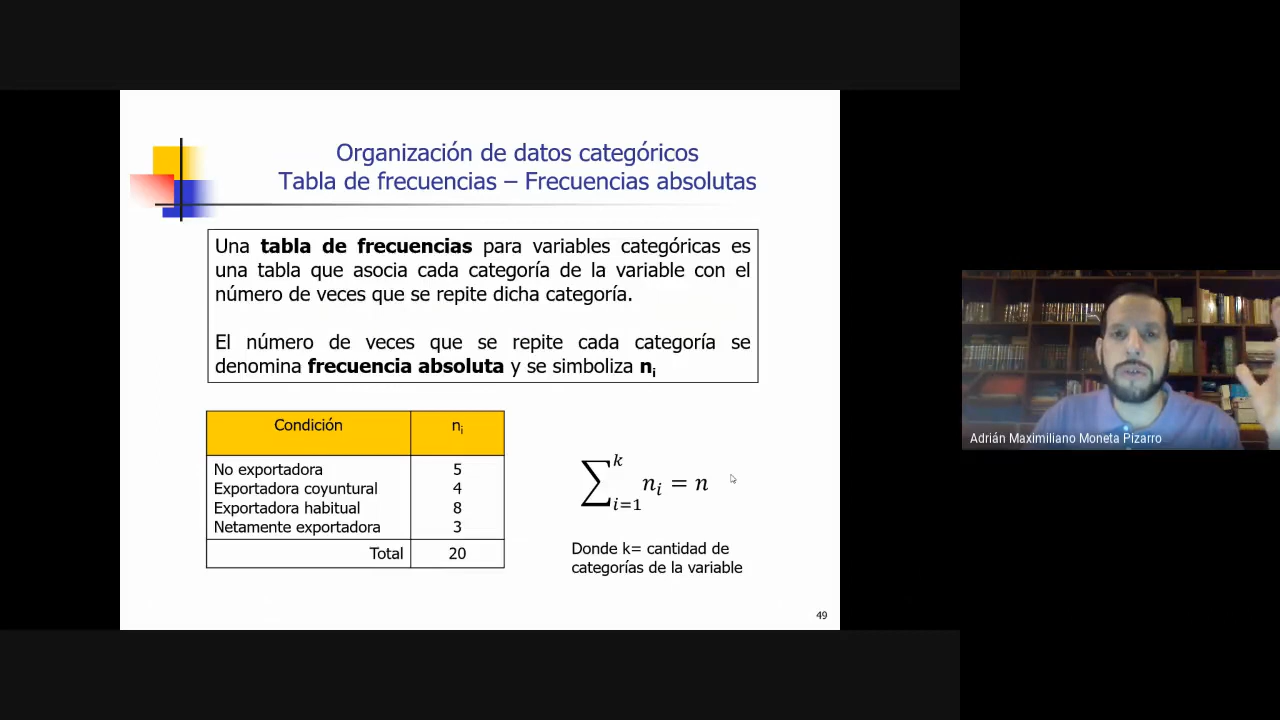 Organización de datos categóricos
Tabla de frecuencias – Frecuencias absolutas
Una tabla de frecuencias para variables categóricas es
una tabla que asocia cada categoría de la variable con el
número de veces que se repite dicha categoría.
El número de veces que se repite cada categoría se
denomina frecuencia absoluta y se simboliza nᵢ
Condición nᵢ
No exportadora 5
Exportadora coyuntural 4
Exportadora habitual 8
Netamente exportadora 3
Total 20
∑ᵢ₌₁ᵏ nᵢ = n
Donde k= cantidad de
categorías de la variable
49
Adrián Maximiliano Moneta Pizarro